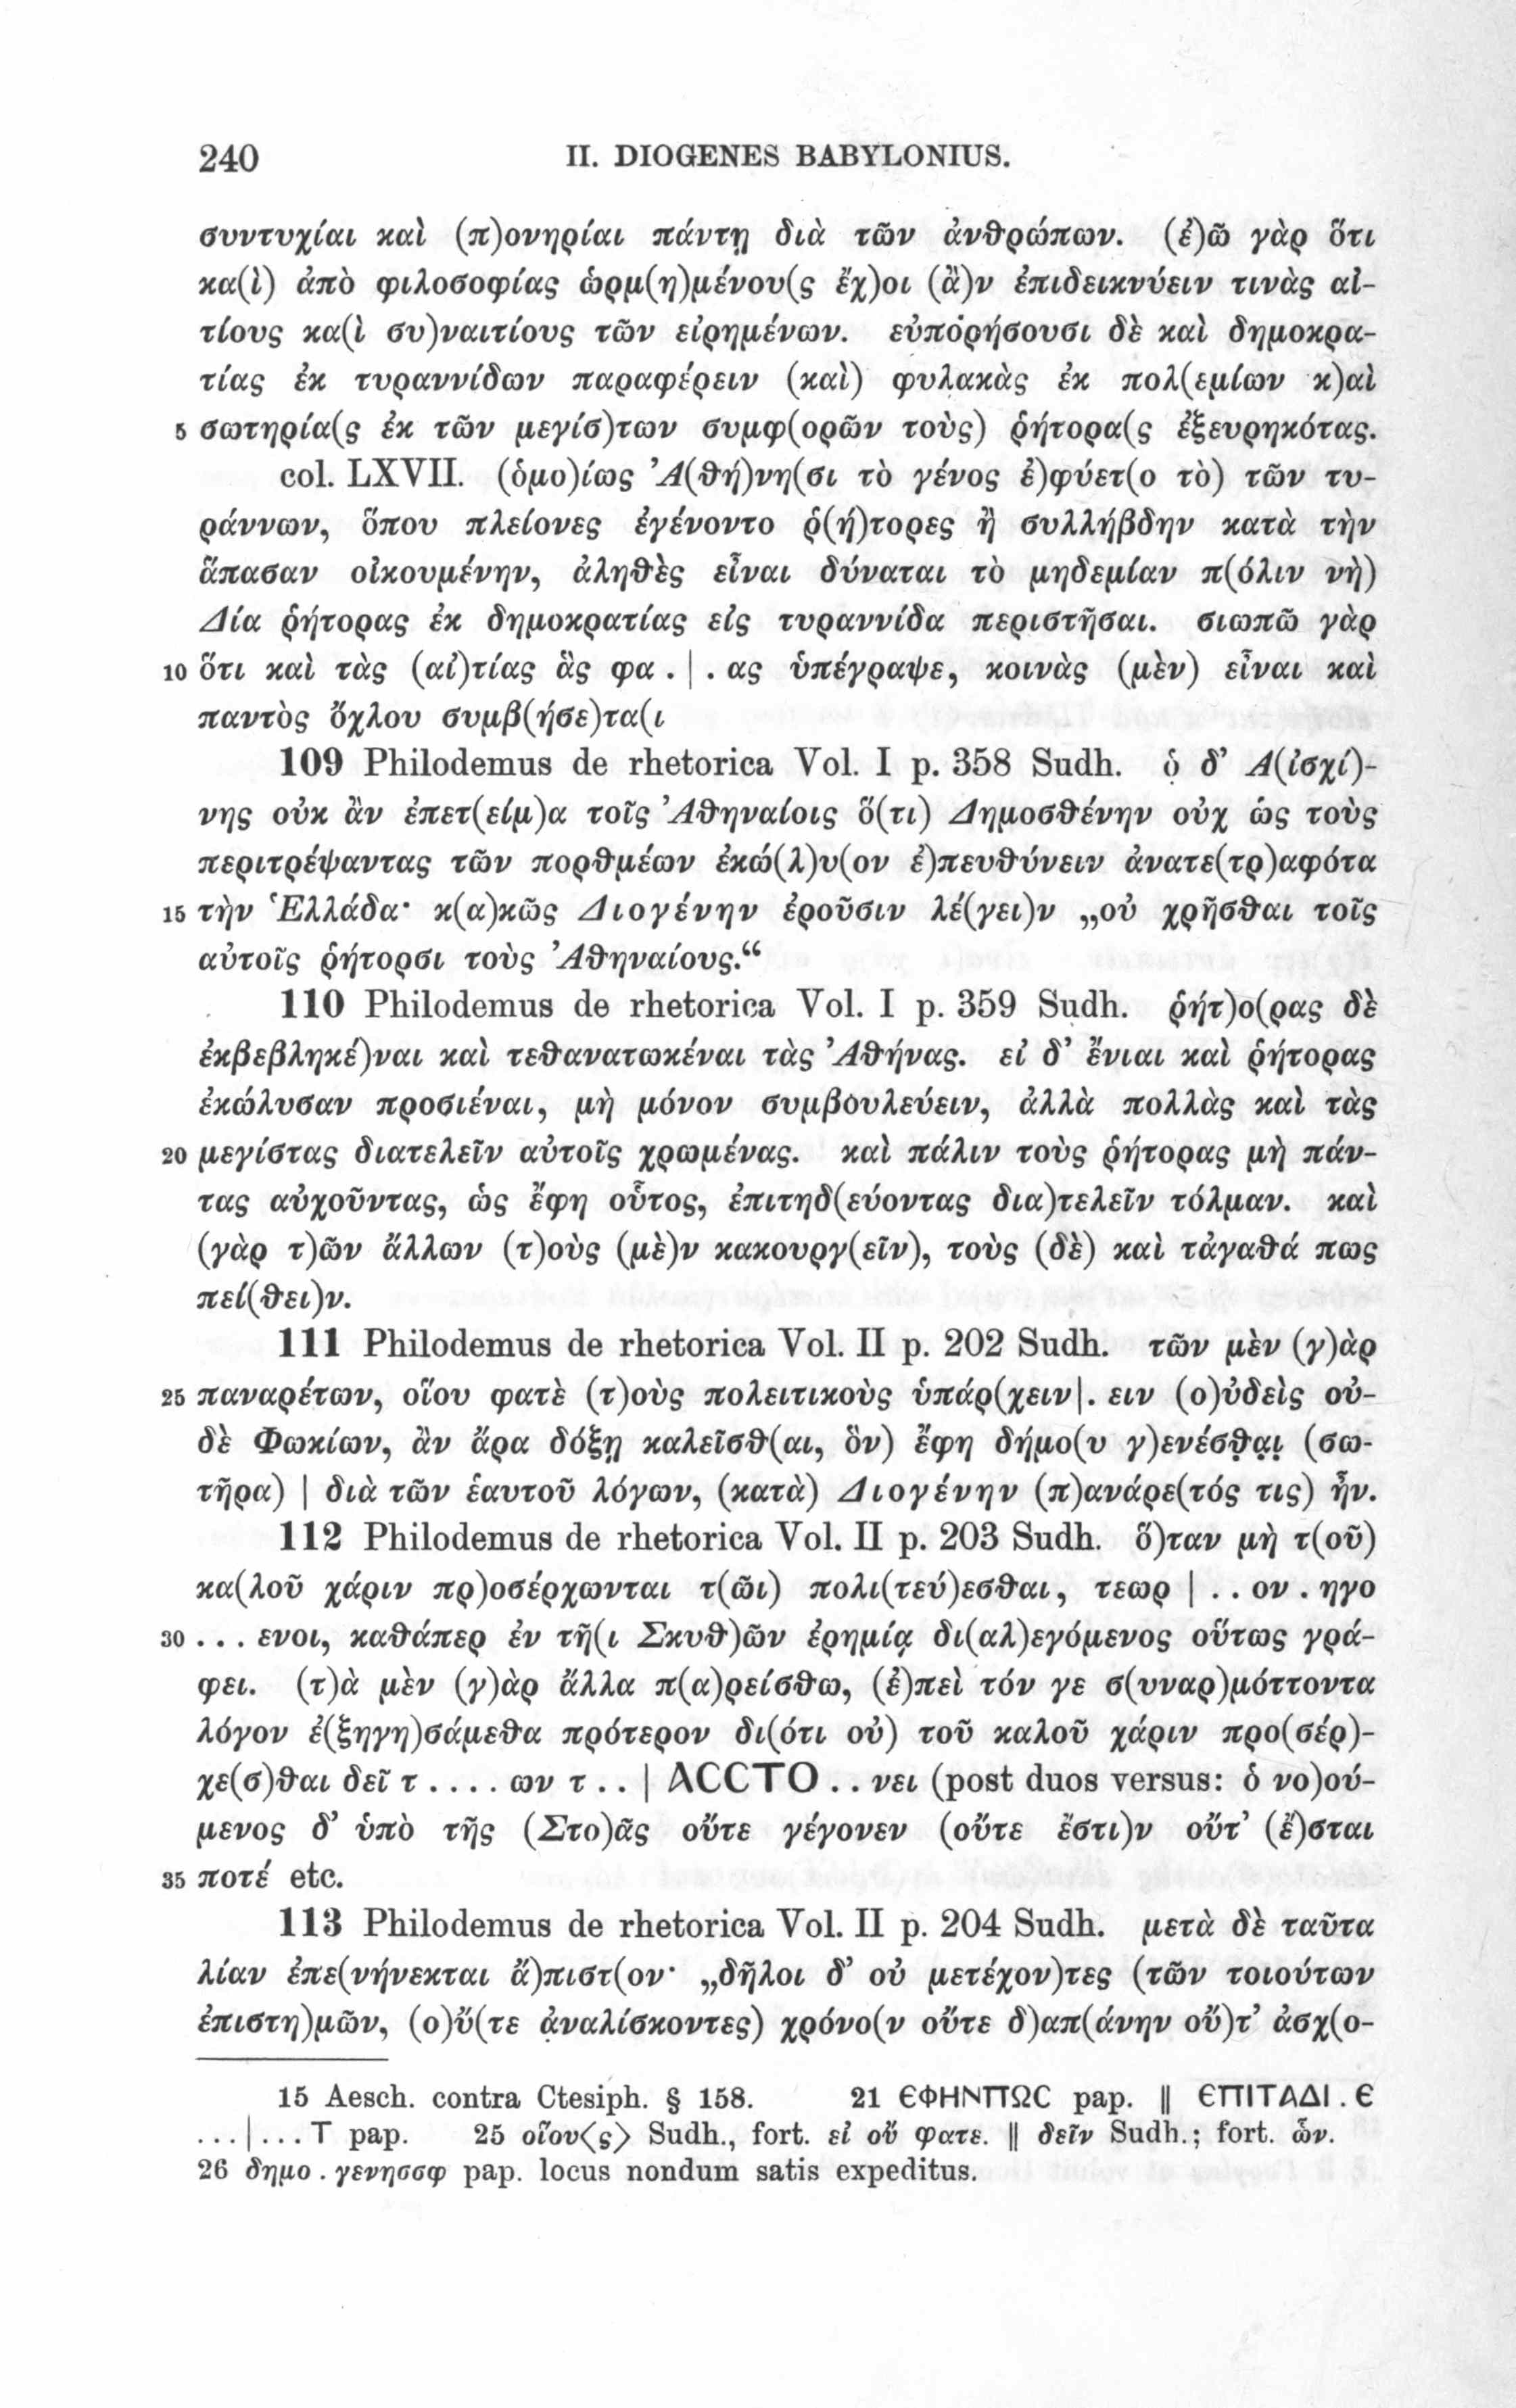 240 II. DIOGENES BABYLONIUS.
συντυχίαι καὶ (π)ονηρίαι πάντῃ διὰ τῶν ἀνθρώπων. (ἐ)ῶ γὰρ ὅτι
κα(ὶ) ἀπὸ φιλοσοφίας ὡρμ(η)μένου(ς ἔχ)οι (ἂ)ν ἐπιδεικνύειν τινὰς αἰ-
τίους κα(ὶ συ)ναιτίους τῶν εἰρημένων. εὐπορήσουσι δὲ καὶ δημοκρα-
τίας ἐκ τυραννίδων παραφέρειν (καὶ) φυλακὰς ἐκ πολ(εμίων κ)αὶ
5 σωτηρία(ς ἐκ τῶν μεγίσ)των συμφ(ορῶν τοὺς) ῥήτορα(ς ἐξευρηκότας.
col. LXVII. (ὁμο)ίως Ἀ(θή)νη(σι τὸ γένος ἐ)φύετ(ο τὸ) τῶν τυ-
ράννων, ὅπου πλείονες ἐγένοντο ῥ(ή)τορες ἢ συλλήβδην κατὰ τὴν
ἅπασαν οἰκουμένην, ἀληθὲς εἶναι δύναται τὸ μηδεμίαν π(όλιν νὴ)
Δία ῥήτορας ἐκ δημοκρατίας εἰς τυραννίδα περιστῆσαι. σιωπῶ γὰρ
10 ὅτι καὶ τὰς (αἰ)τίας ἃς φα . | . ας ὑπέγραψε, κοινὰς (μὲν) εἶναι καὶ
παντὸς ὄχλου συμβ(ήσε)τα(ι
109 Philodemus de rhetorica Vol. I p. 358 Sudh. ὁ δ’ Α(ἰσχί)-
νης οὐκ ἂν ἐπετ(είμ)α τοῖς Ἀθηναίοις ὅ(τι) Δημοσθένην οὐχ ὡς τοὺς
περιτρέψαντας τῶν πορθμέων ἐκώ(λ)υ(ον ἐ)πευθύνειν ἀνατε(τρ)αφότα
15 τὴν Ἑλλάδα· κ(α)κῶς Διογένην ἐροῦσιν λέ(γει)ν „οὐ χρῆσθαι τοῖς
αὐτοῖς ῥήτορσι τοὺς Ἀθηναίους.“
110 Philodemus de rhetorica Vol. I p. 359 Sudh. ῥήτ)ο(ρας δὲ
ἐκβεβληκέ)ναι καὶ τεθανατωκέναι τὰς Ἀθήνας. εἰ δ’ ἔνιαι καὶ ῥήτορας
ἐκώλυσαν προσιέναι, μὴ μόνον συμβουλεύειν, ἀλλὰ πολλὰς καὶ τὰς
20 μεγίστας διατελεῖν αὐτοῖς χρωμένας. καὶ πάλιν τοὺς ῥήτορας μὴ πάν-
τας αὐχοῦντας, ὡς ἔφη οὗτος, ἐπιτηδ(εύοντας δια)τελεῖν τόλμαν. καὶ
(γὰρ τ)ῶν ἄλλων (τ)οὺς (μὲ)ν κακουργ(εῖν), τοὺς (δὲ) καὶ τἀγαθά πως
πεί(θει)ν.
111 Philodemus de rhetorica Vol. II p. 202 Sudh. τῶν μὲν (γ)ὰρ
25 παναρέτων, οἵου φατὲ (τ)οὺς πολειτικοὺς ὑπάρ(χειν|. ειν (ο)ὐδεὶς οὐ-
δὲ Φωκίων, ἂν ἄρα δόξῃ καλεῖσθ(αι, ὃν) ἔφη δήμο(υ γ)ενέσθ̣α̣ι̣ (σω-
τῆρα) | διὰ τῶν ἑαυτοῦ λόγων, (κατὰ) Διογένην (π)ανάρε(τός τις) ἦν.
112 Philodemus de rhetorica Vol. II p. 203 Sudh. ὅ)ταν μὴ τ(οῦ)
κα(λοῦ χάριν πρ)οσέρχωνται τ(ῶι) πολι(τεύ)εσθαι, τεωρ | . . ον . ηγο
30 . . . ενοι, καθάπερ ἐν τῆ(ι Σκυθ)ῶν ἐρημίᾳ δι(αλ)εγόμενος οὕτως γρά-
φει. (τ)ὰ μὲν (γ)ὰρ ἄλλα π(α)ρείσθω, (ἐ)πεὶ τόν γε σ(υναρ)μόττοντα
λόγον ἐ(ξηγη)σάμεθα πρότερον δι(ότι οὐ) τοῦ καλοῦ χάριν προ(σέρ)-
χε(σ)θαι δεῖ τ . . . . ων τ . . | ΑCCΤΟ . . νει (post duos versus: ὁ νο)ού-
μενος δ’ ὑπὸ τῆς (Στο)ᾶς οὔτε γέγονεν (οὔτε ἔστι)ν οὔτ’ (ἔ)σται
35 ποτέ etc.
113 Philodemus de rhetorica Vol. II p. 204 Sudh. μετὰ δὲ ταῦτα
λίαν ἐπε(νήνεκται ἄ)πιστ(ον· „δῆλοι δ’ οὐ μετέχον)τες (τῶν τοιούτων
ἐπιστη)μῶν, (ο)ὔ(τε ἀ̣ναλίσκοντες) χρόνο(ν οὔτε δ)απ(άνην οὔ)τ’ ἀσχ(ο-
15 Aesch. contra Ctesiph. § 158. 21 ЄΦΗΝΠΩC pap. || ЄΠΙΤΑΔΙ . Є
. . . | . . . Τ pap. 25 οἵου<ς> Sudh., fort. εἰ οὔ φατε. || δεῖν Sudh.; fort. ὦν.
26 δημο . γενησσφ pap. locus nondum satis expeditus.